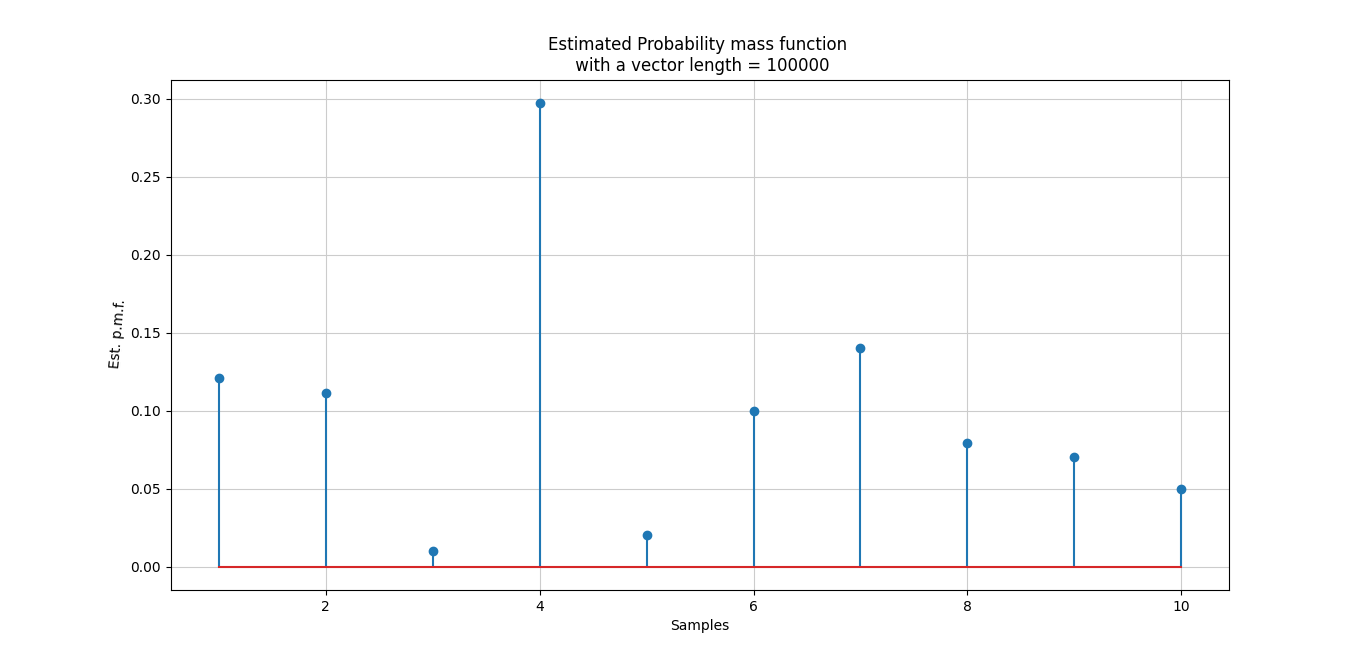 Estimated Probability mass function
with a vector length = 100000
0.30
0.25
0.20
0.15
0.10
0.05
0.00
Est. p.m.f.
2 4 6 8 10
Samples